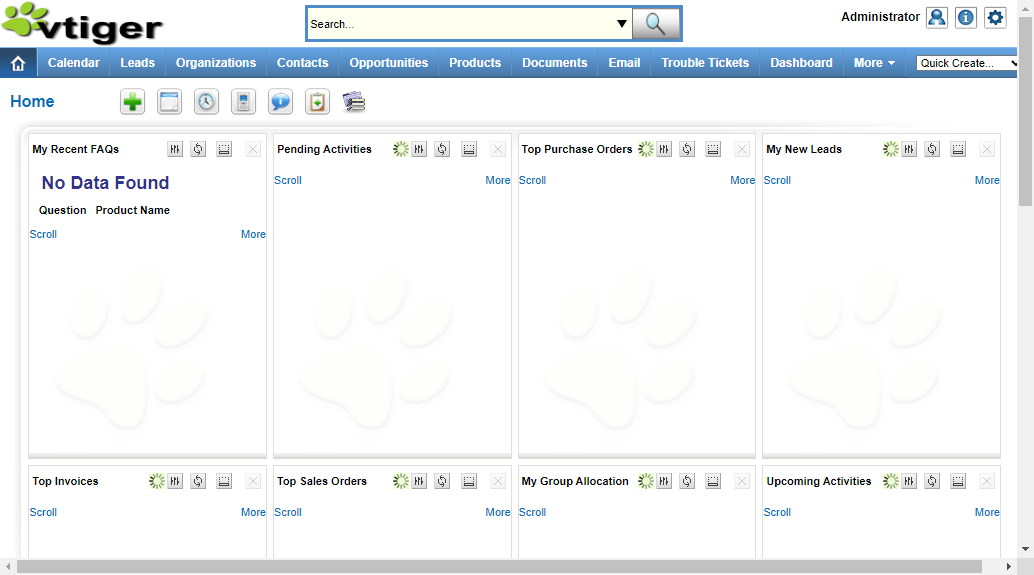 vtiger
Search...
Administrator
Calendar Leads Organizations Contacts Opportunities Products Documents Email Trouble Tickets Dashboard More Quick Create...
Home
My Recent FAQs
No Data Found
Question Product Name
Scroll More
Pending Activities
Scroll More
Top Purchase Orders
Scroll More
My New Leads
Scroll More
Top Invoices
Scroll More
Top Sales Orders
Scroll More
My Group Allocation
Scroll
Upcoming Activities
Scroll More